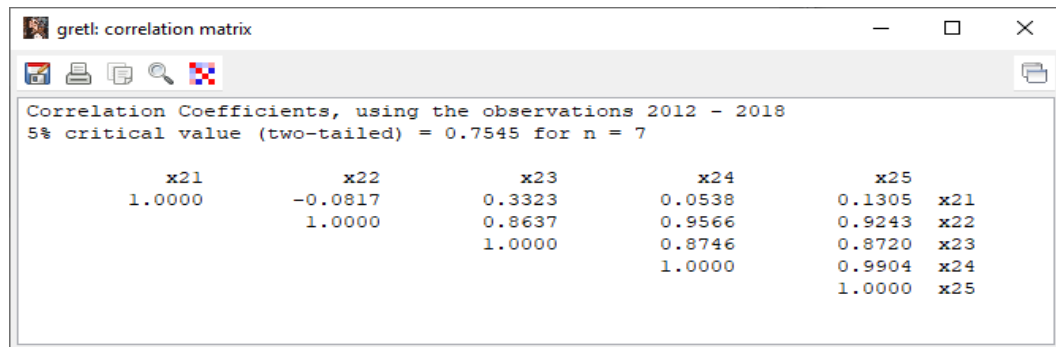 gretl: correlation matrix
Correlation Coefficients, using the observations 2012 - 2018
5% critical value (two-tailed) = 0.7545 for n = 7
x21 x22 x23 x24 x25
1.0000 -0.0817 0.3323 0.0538 0.1305 x21
1.0000 0.8637 0.9566 0.9243 x22
1.0000 0.8746 0.8720 x23
1.0000 0.9904 x24
1.0000 x25